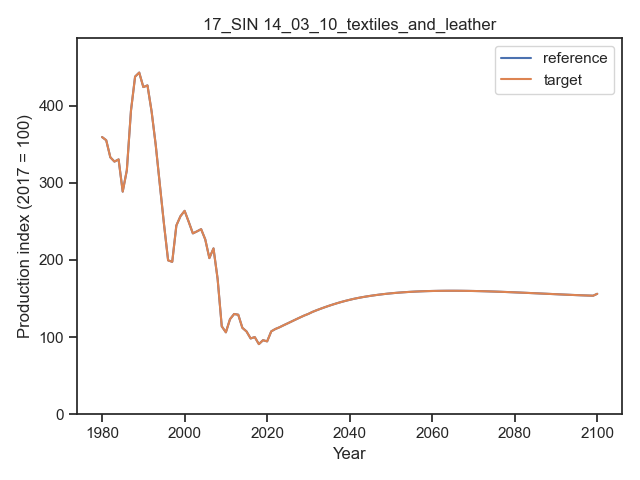 17_SIN 14_03_10_textiles_and_leather
reference
target
Production index (2017 = 100)
400
300
200
100
0
1980 2000 2020 2040 2060 2080 2100
Year